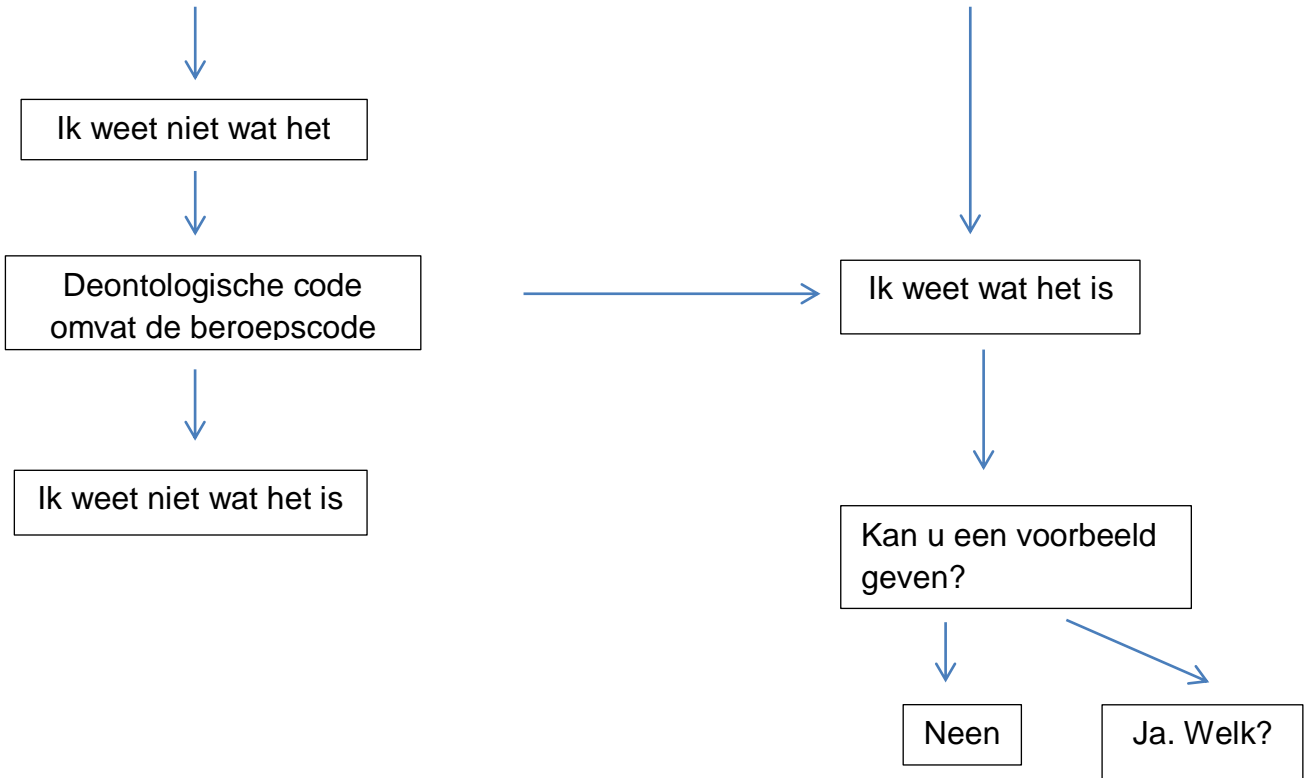 Ik weet niet wat het
Deontologische code
omvat de beroepscode
Ik weet wat het is
Ik weet niet wat het is
Kan u een voorbeeld
geven?
Neen
Ja. Welk?